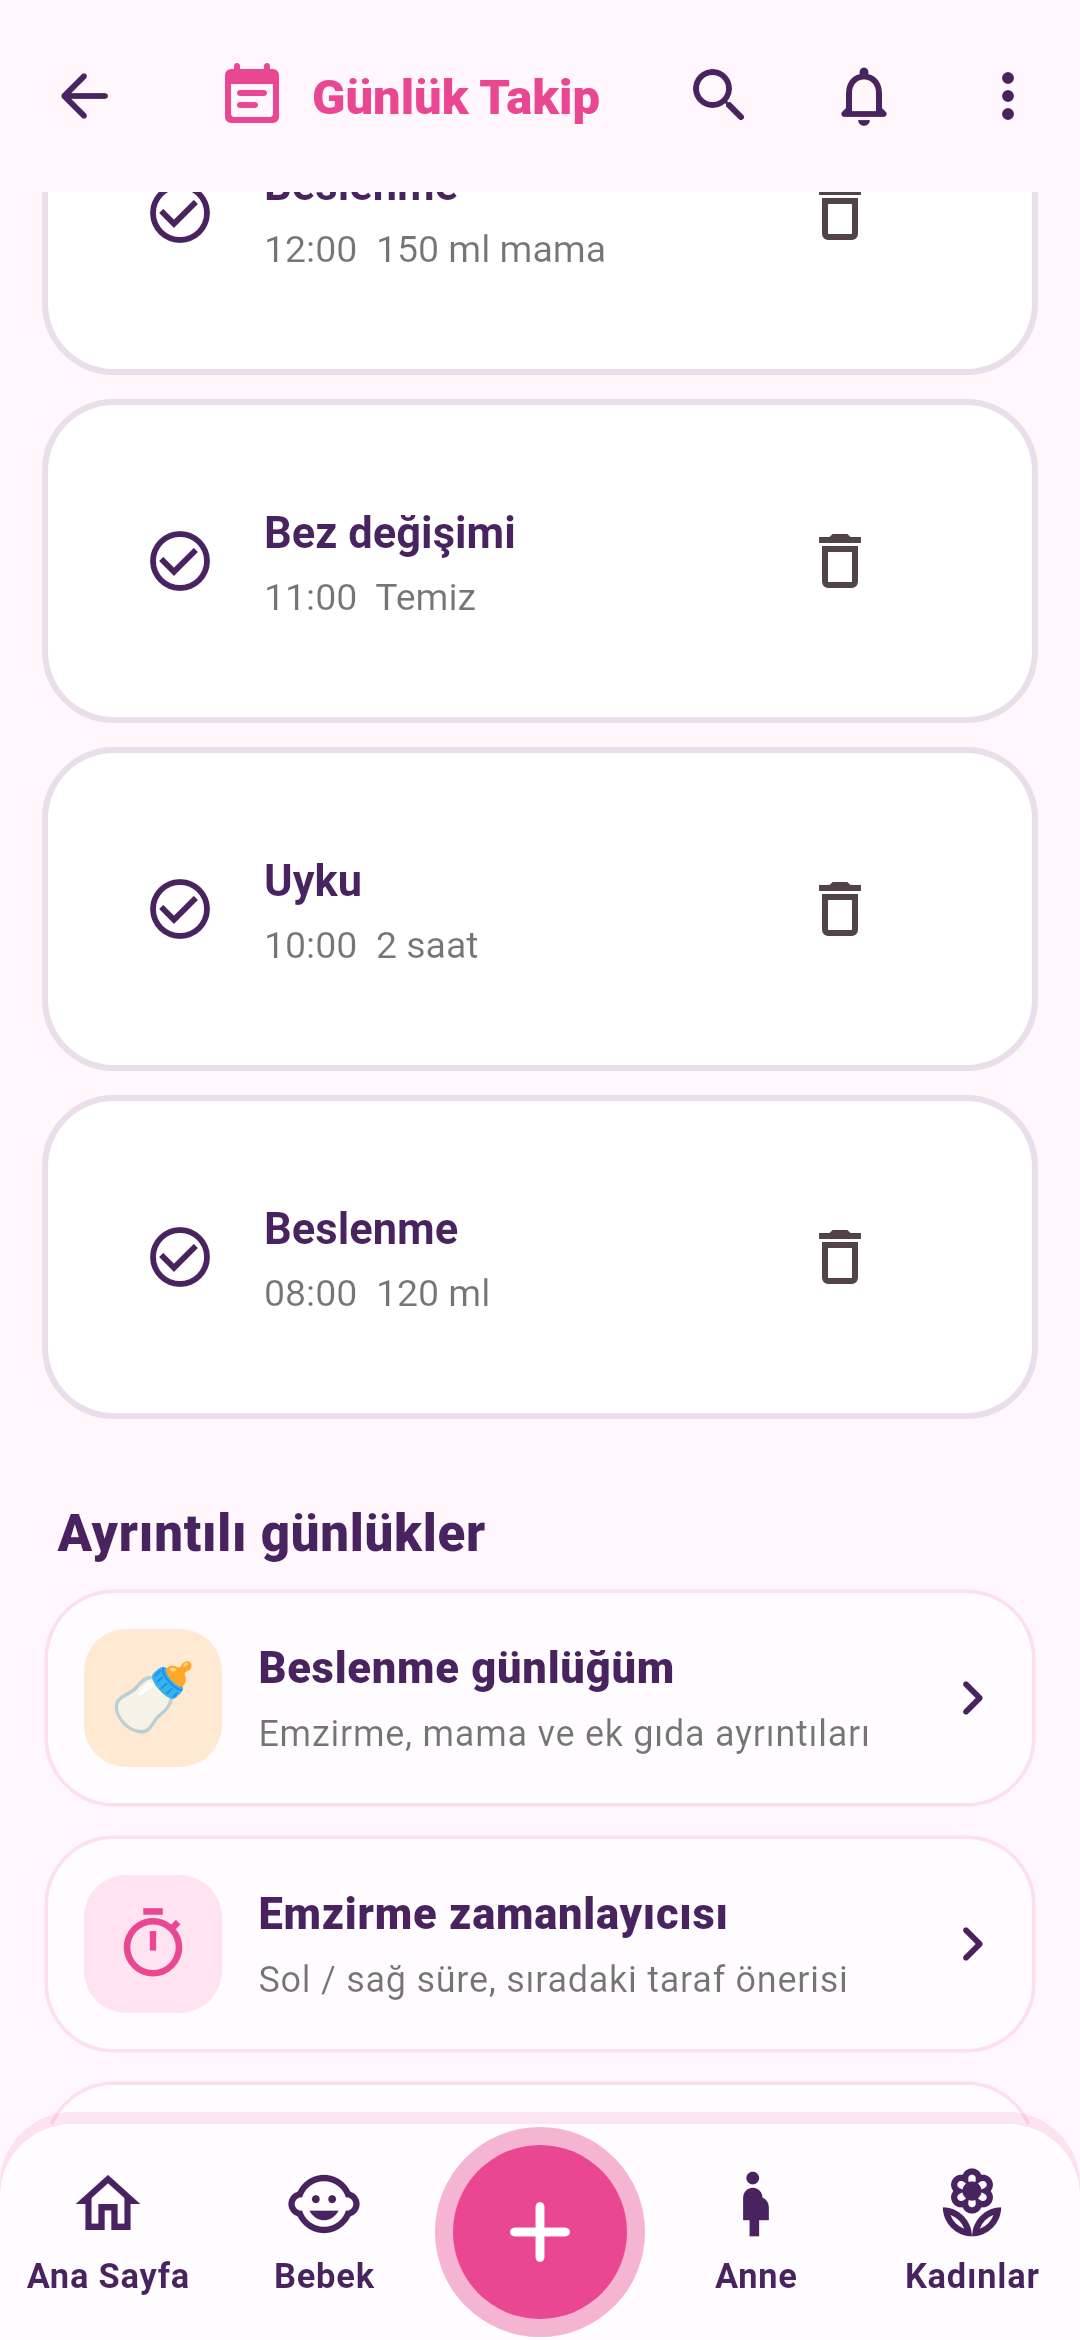 Günlük Takip
Beslenme
12:00  150 ml mama
Bez değişimi
11:00  Temiz
Uyku
10:00  2 saat
Beslenme
08:00  120 ml
Ayrıntılı günlükler
Beslenme günlüğüm
Emzirme, mama ve ek gıda ayrıntıları
Emzirme zamanlayıcısı
Sol / sağ süre, sıradaki taraf önerisi
Ana Sayfa
Bebek
Anne
Kadınlar